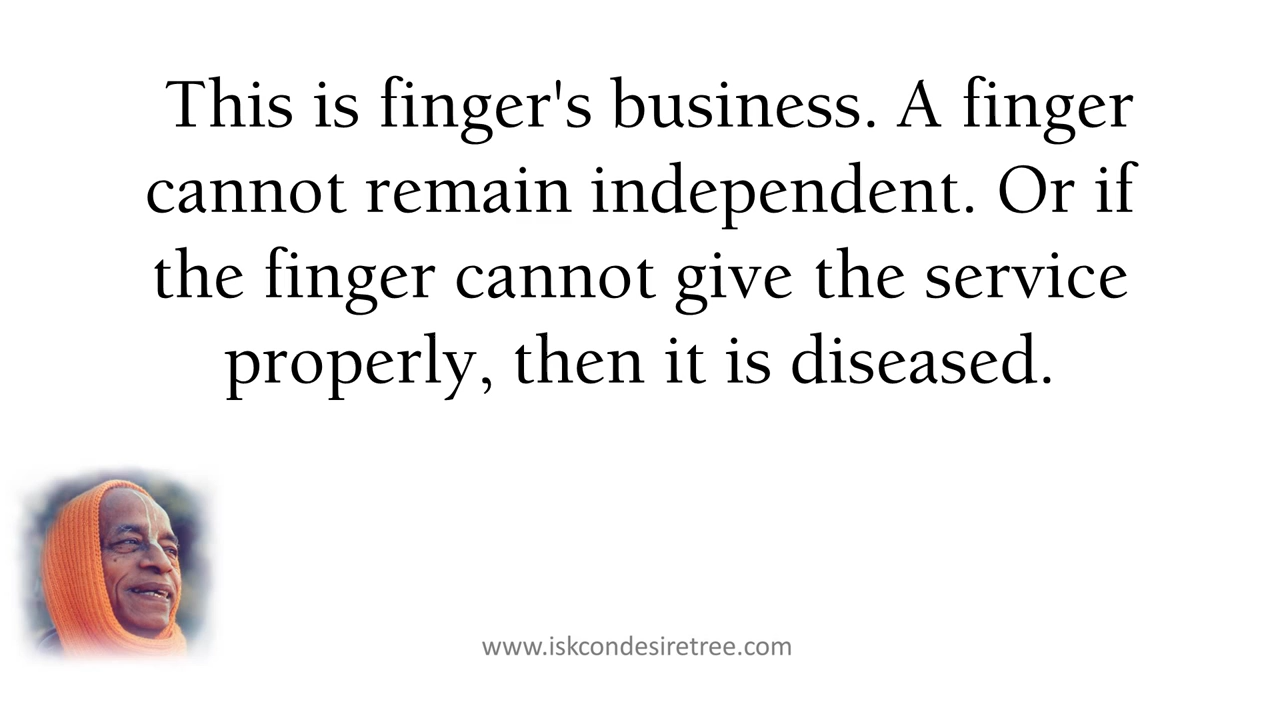 This is finger's business. A finger
cannot remain independent. Or if
the finger cannot give the service
properly, then it is diseased.
www.iskcondesiretree.com